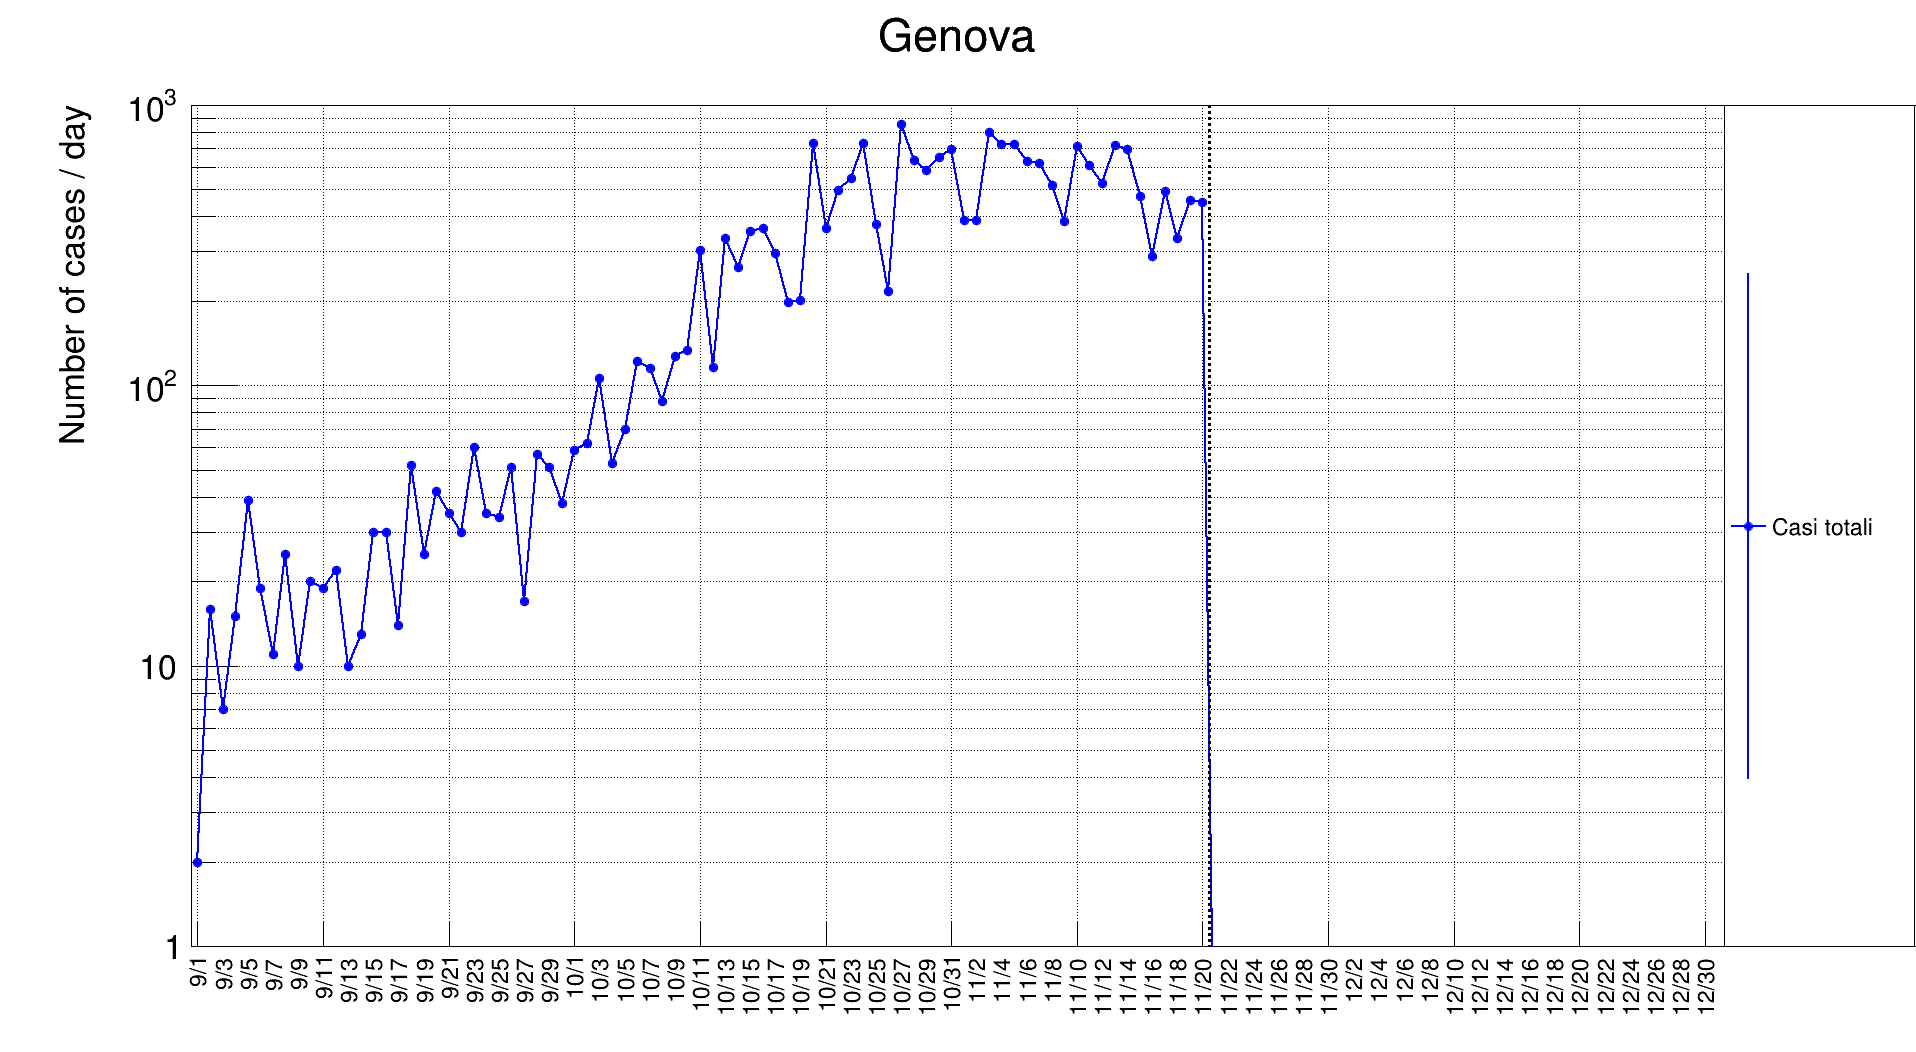 Genova
Number of cases / day
10³
10²
10
1
9/1 9/3 9/5 9/7 9/9 9/11 9/13 9/15 9/17 9/19 9/21 9/23 9/25 9/27 9/29 10/1 10/3 10/5 10/7 10/9 10/11 10/13 10/15 10/17 10/19 10/21 10/23 10/25 10/27 10/29 10/31 11/2 11/4 11/6 11/8 11/10 11/12 11/14 11/16 11/18 11/20 11/22 11/24 11/26 11/28 11/30 12/2 12/4 12/6 12/8 12/10 12/12 12/14 12/16 12/18 12/20 12/22 12/24 12/26 12/28 12/30
Casi totali